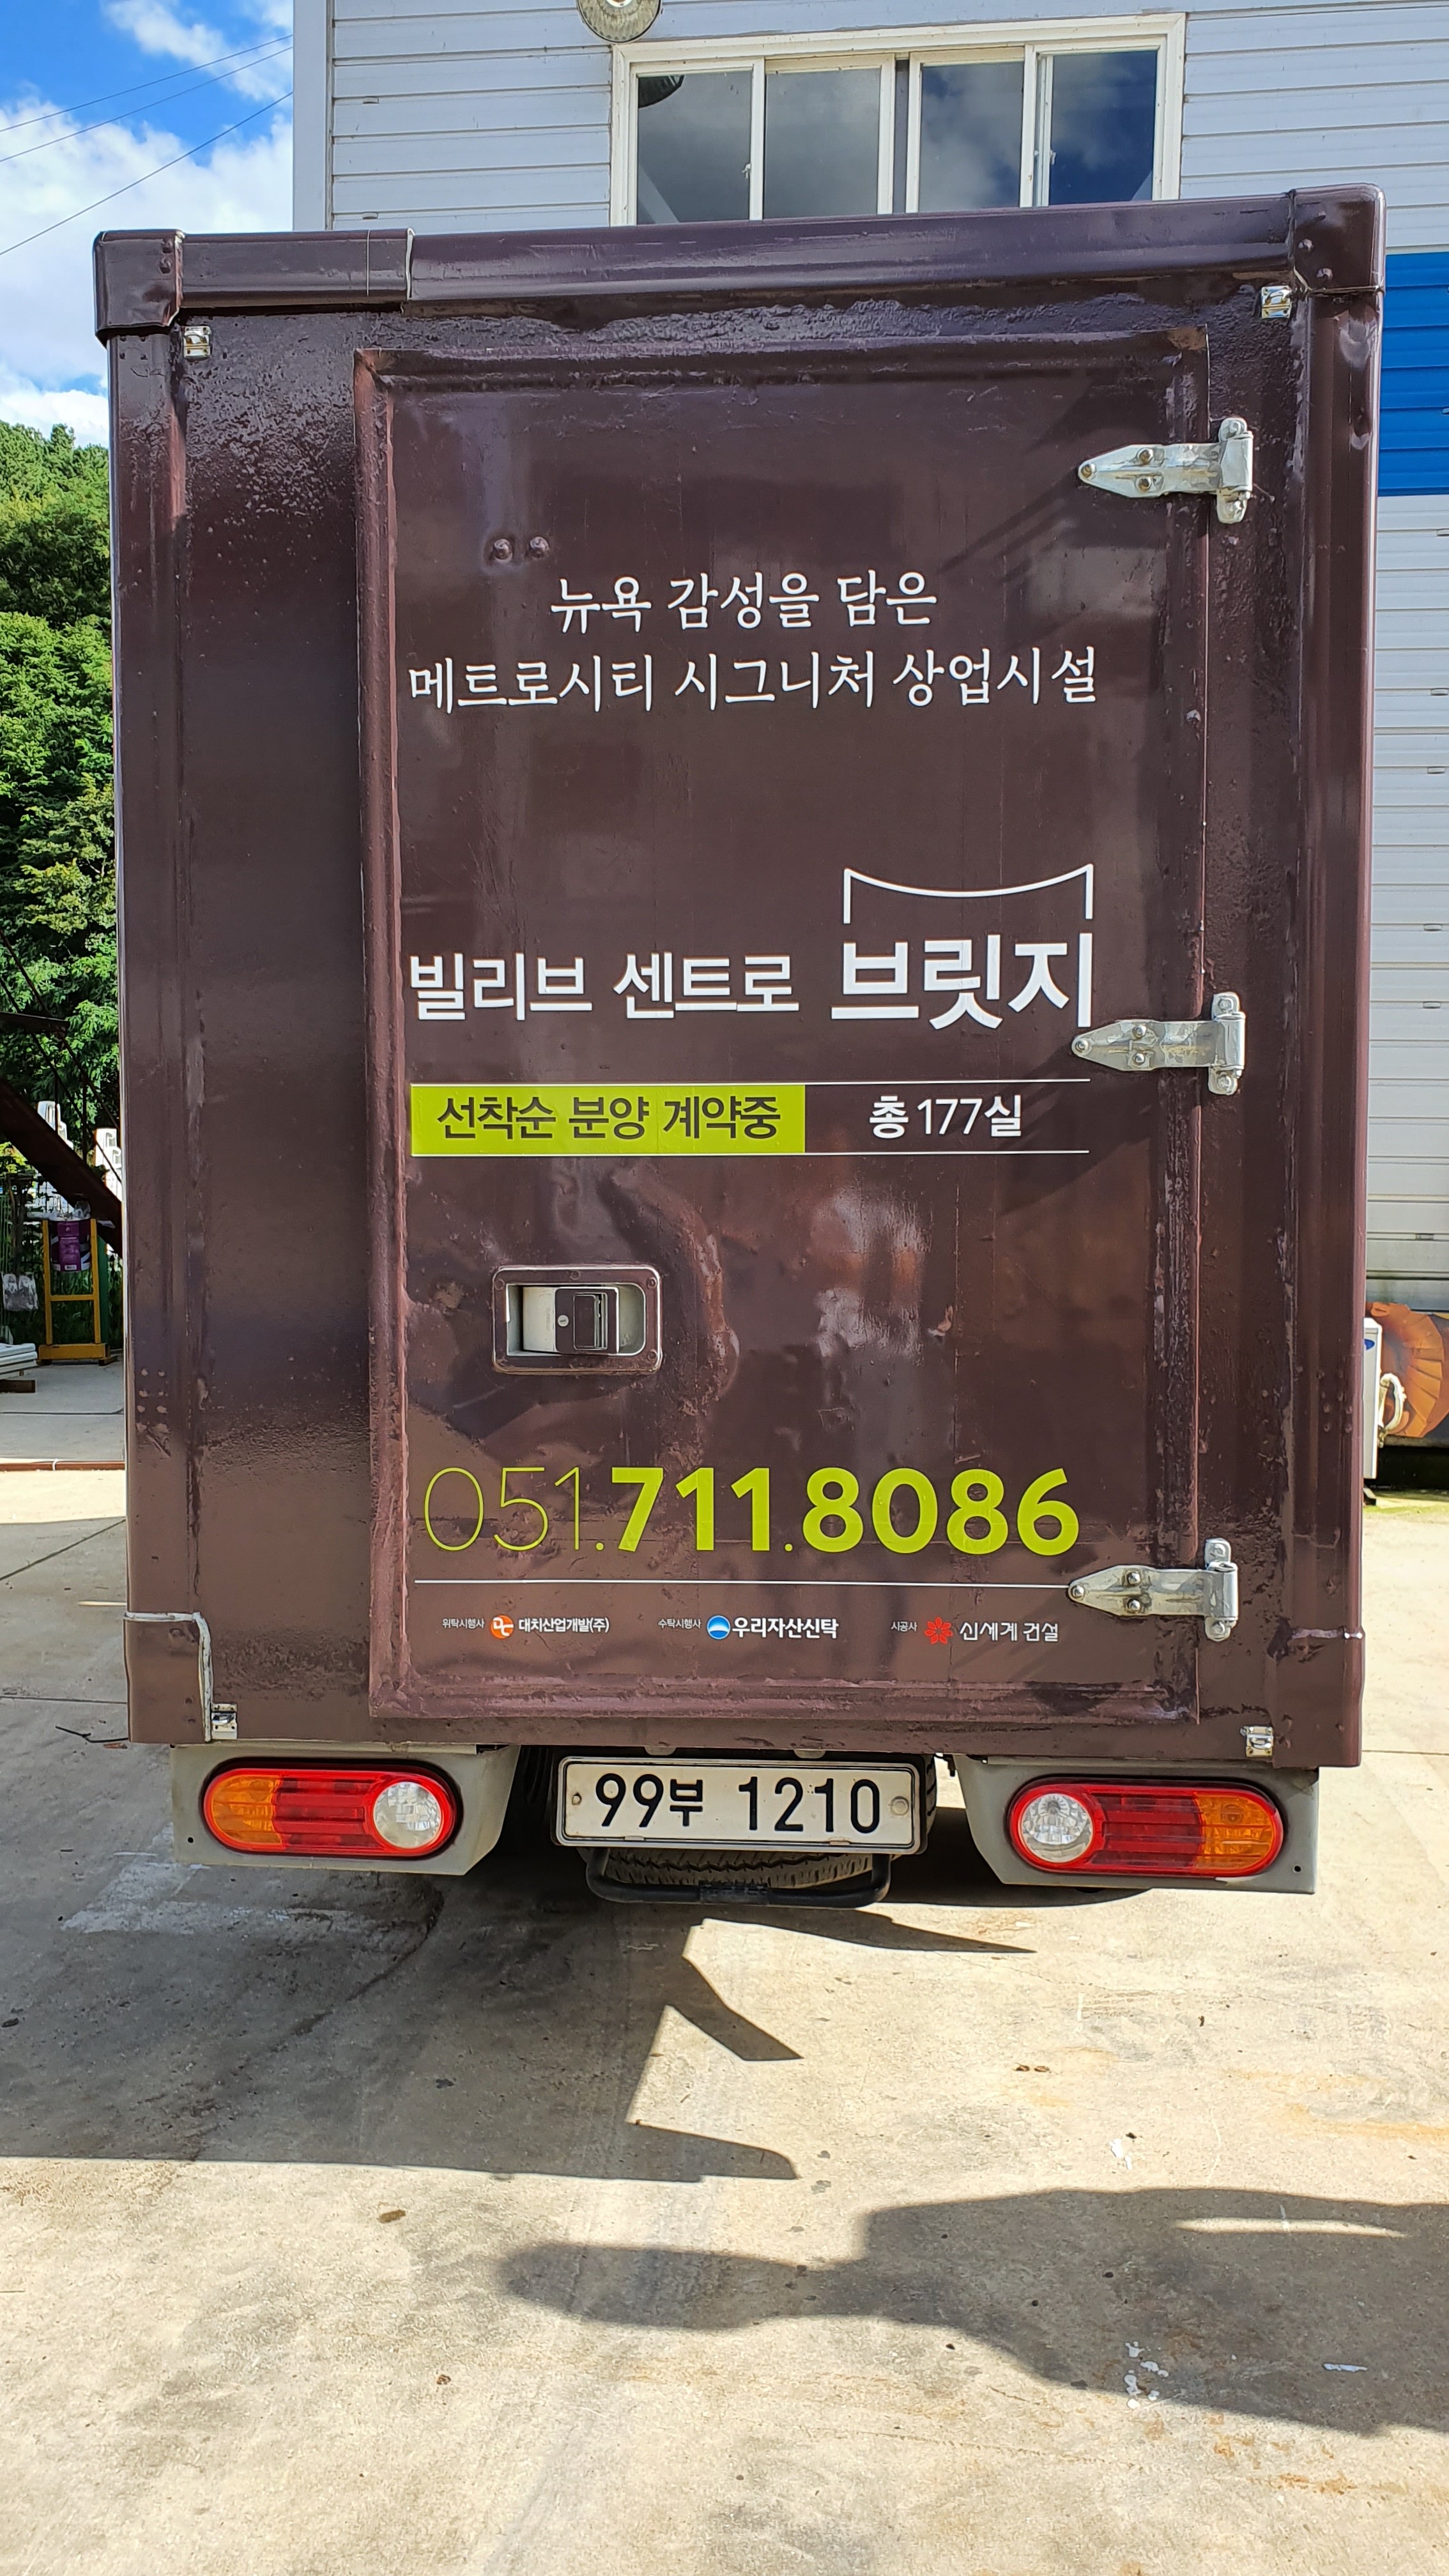 뉴욕 감성을 담은
메트로시티 시그니처 상업시설
빌리브 센트로 브릿지
선착순 분양 계약중 총 177실
051.711.8086
위탁시행사 DC 대치산업개발(주) 수탁시행사 우리자산신탁 시공사 신세계 건설
99부 1210